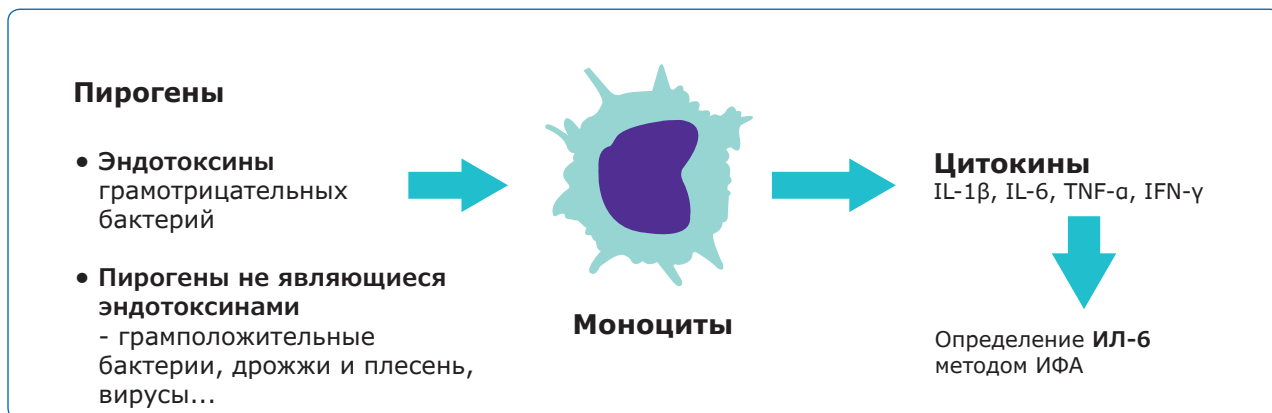 Пирогены
• Эндотоксины
грамотрицательных
бактерий
• Пирогены не являющиеся
эндотоксинами
- грамположительные
бактерии, дрожжи и плесень,
вирусы...
Моноциты
Цитокины
IL-1β, IL-6, TNF-α, IFN-γ
Определение ИЛ-6
методом ИФА